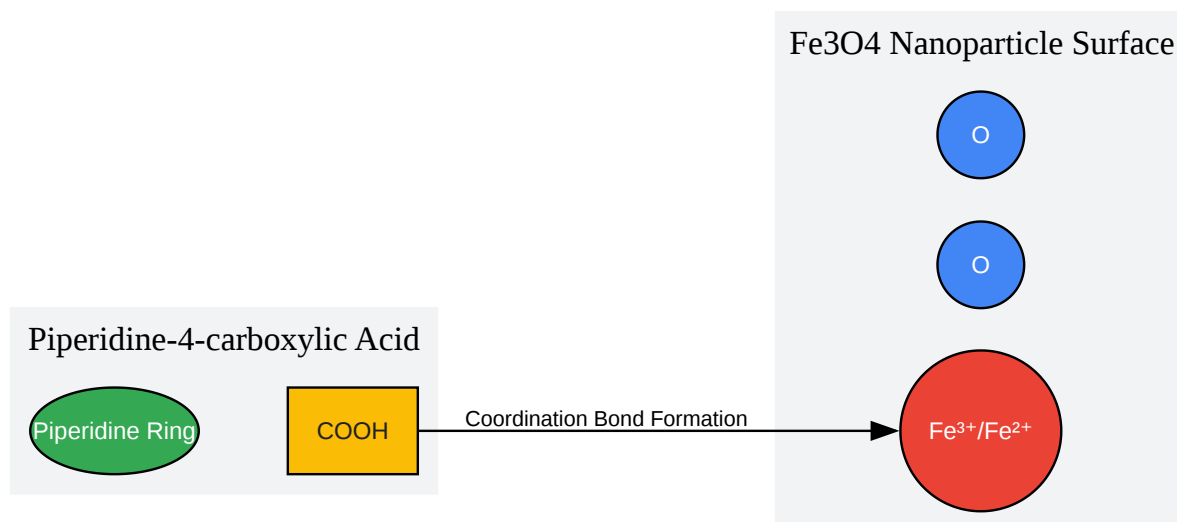 Fe3O4 Nanoparticle Surface
O
O
Piperidine-4-carboxylic Acid
Piperidine Ring
COOH
Coordination Bond Formation
Fe³⁺/Fe²⁺